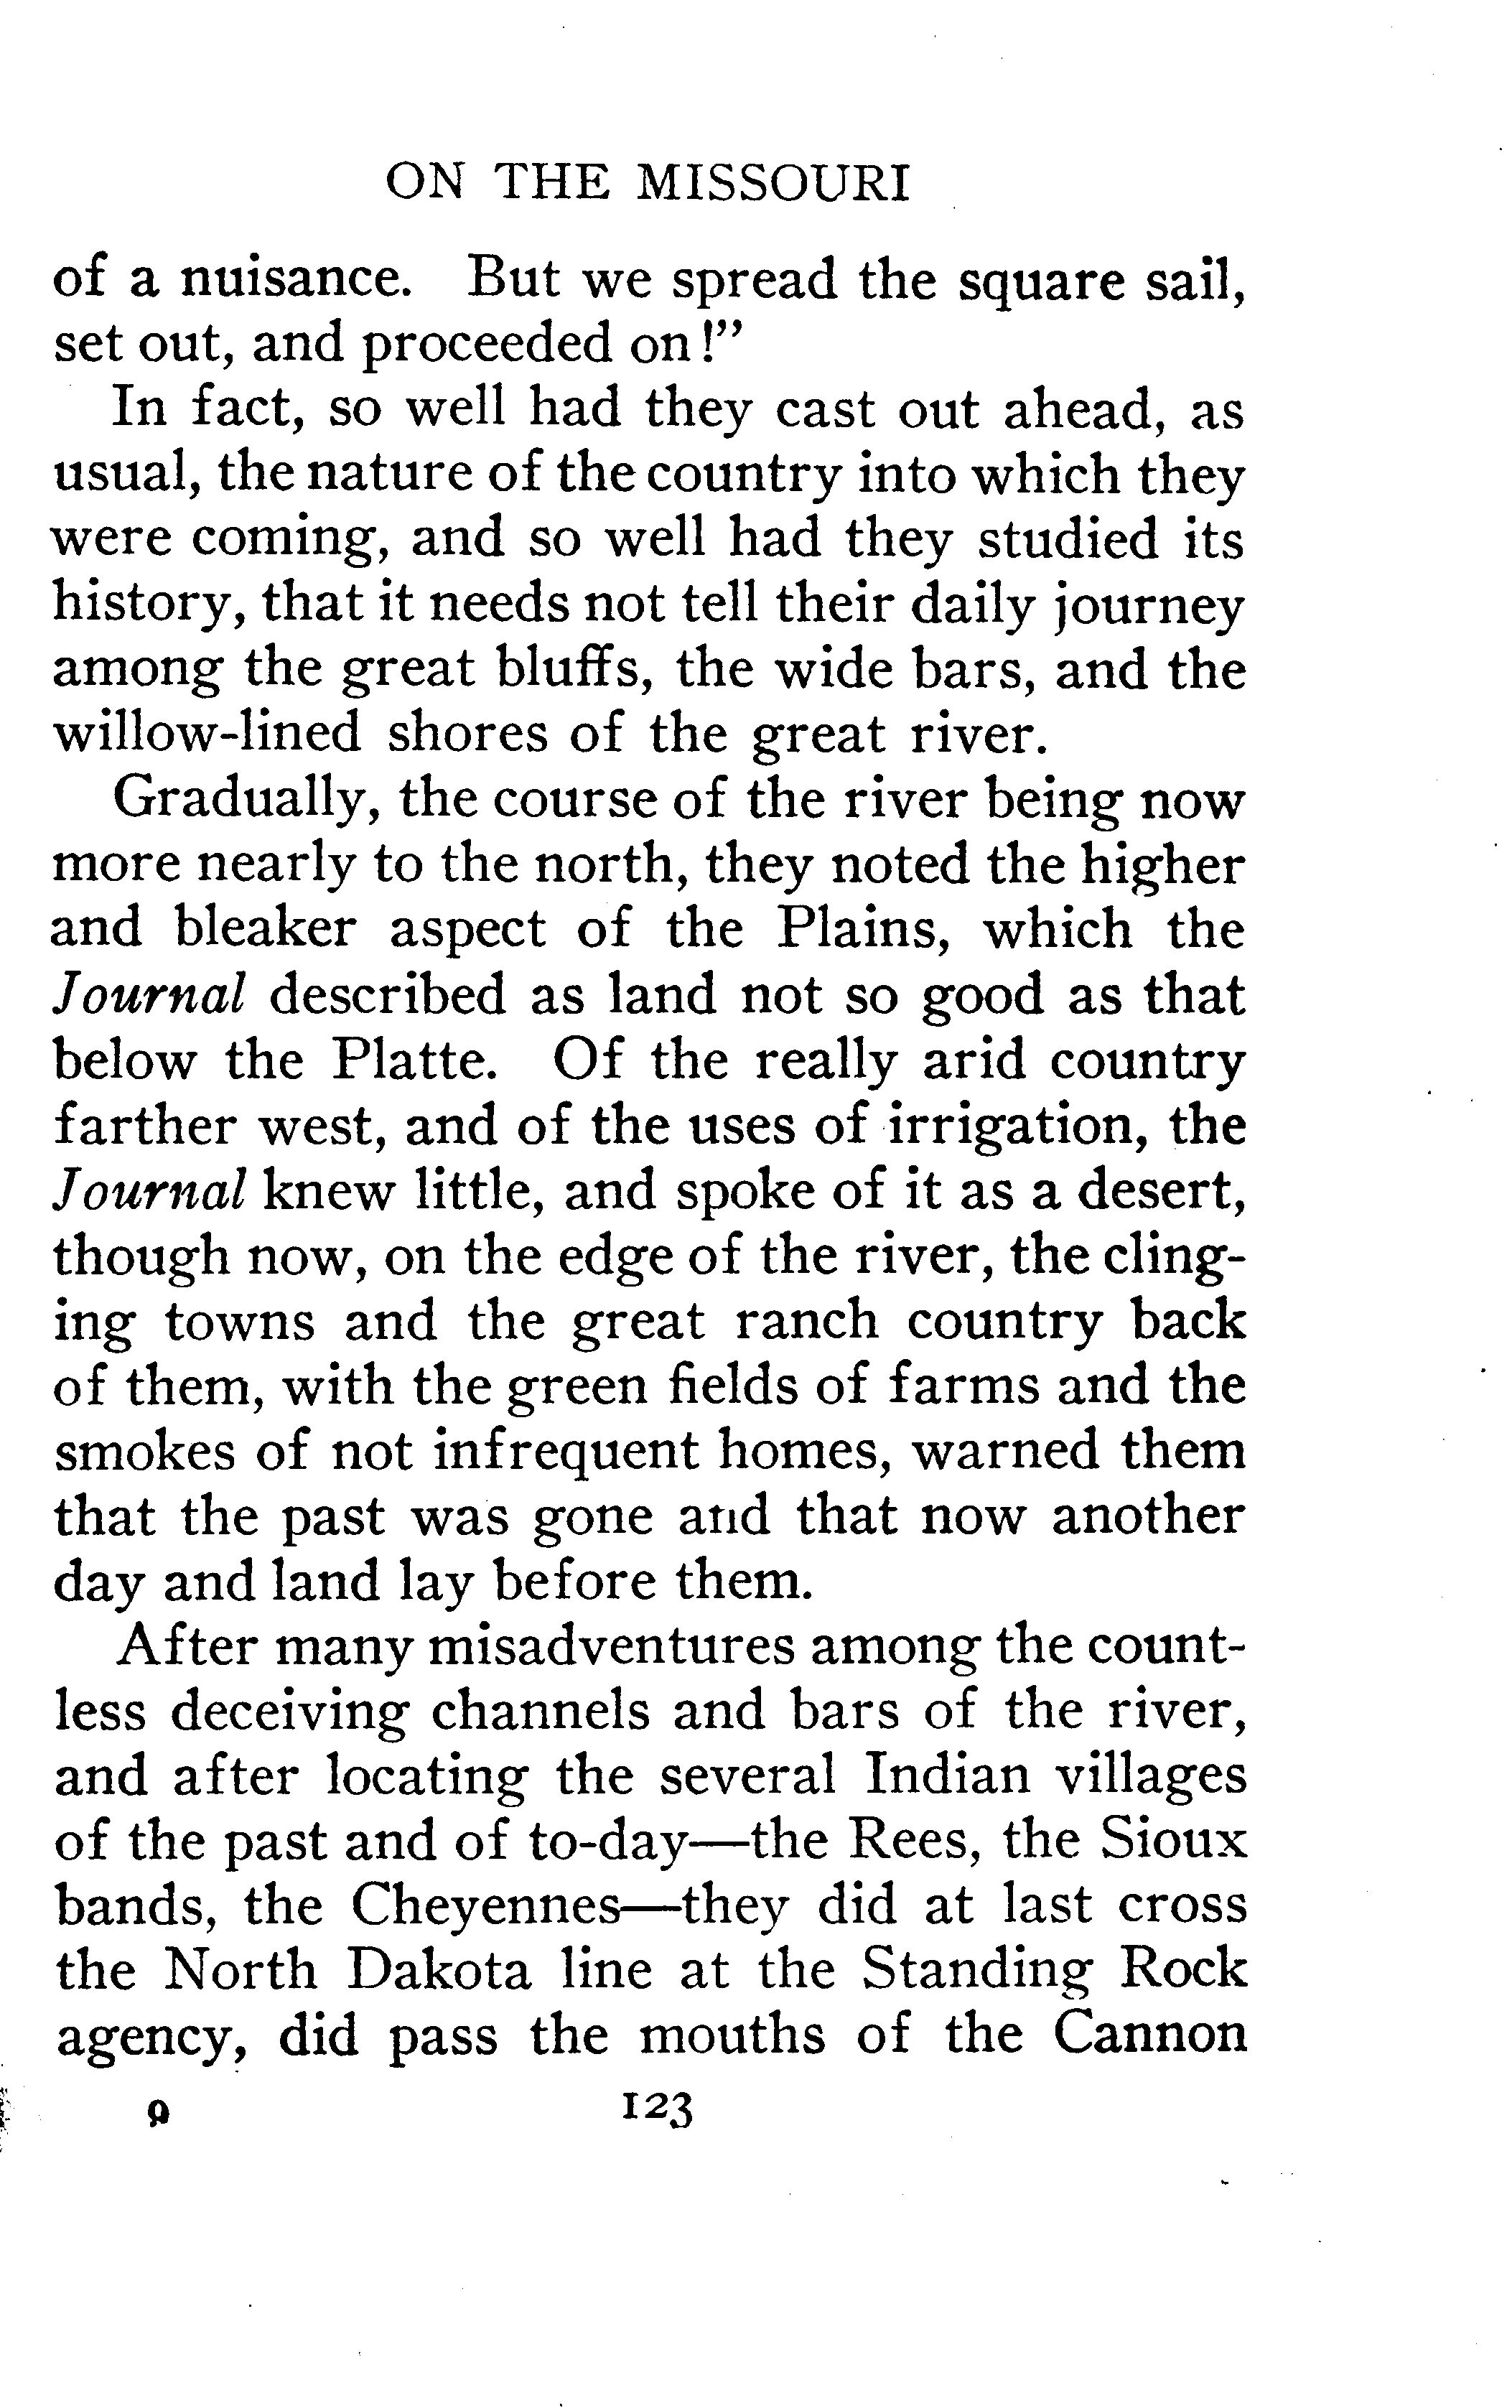 ON THE MISSOURI
of a nuisance. But we spread the square sail,
set out, and proceeded on!”
In fact, so well had they cast out ahead, as
usual, the nature of the country into which they
were coming, and so well had they studied its
history, that it needs not tell their daily journey
among the great bluffs, the wide bars, and the
willow-lined shores of the great river.
Gradually, the course of the river being now
more nearly to the north, they noted the higher
and bleaker aspect of the Plains, which the
Journal described as land not so good as that
below the Platte. Of the really arid country
farther west, and of the uses of irrigation, the
Journal knew little, and spoke of it as a desert,
though now, on the edge of the river, the cling-
ing towns and the great ranch country back
of them, with the green fields of farms and the
smokes of not infrequent homes, warned them
that the past was gone and that now another
day and land lay before them.
After many misadventures among the count-
less deceiving channels and bars of the river,
and after locating the several Indian villages
of the past and of to-day—the Rees, the Sioux
bands, the Cheyennes—they did at last cross
the North Dakota line at the Standing Rock
agency, did pass the mouths of the Cannon
9 123